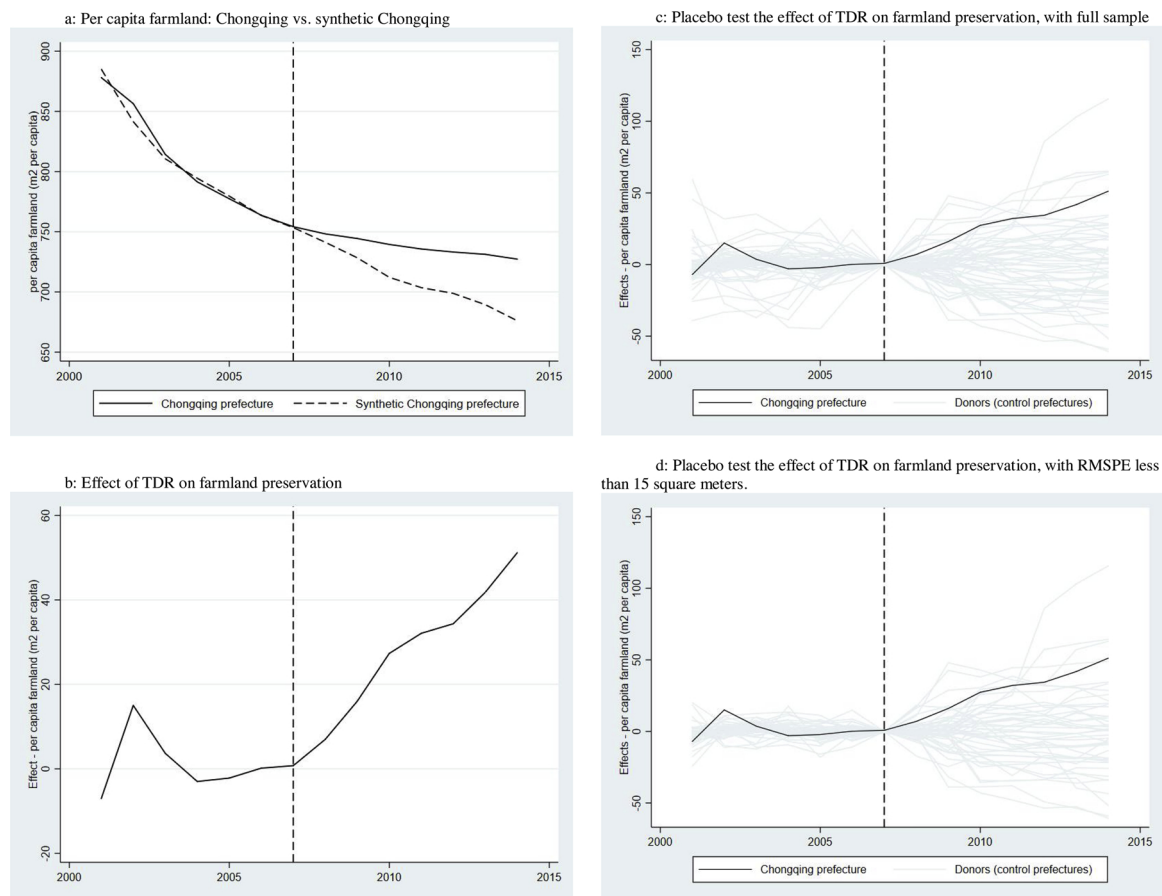 a: Per capita farmland: Chongqing vs. synthetic Chongqing
per capita farmland (m2 per capita)
900
850
800
750
700
650
2000
2005
2010
2015
Chongqing prefecture
Synthetic Chongqing prefecture
c: Placebo test the effect of TDR on farmland preservation, with full sample
Effects - per capita farmland (m2 per capita)
150
100
50
0
-50
2000
2005
2010
2015
Chongqing prefecture
Donors (control prefectures)
b: Effect of TDR on farmland preservation
Effect - per capita farmland (m2 per capita)
60
40
20
0
-20
2000
2005
2010
2015
d: Placebo test the effect of TDR on farmland preservation, with RMSPE less
than 15 square meters.
Effects - per capita farmland (m2 per capita)
150
100
50
0
-50
2000
2005
2010
2015
Chongqing prefecture
Donors (control prefectures)